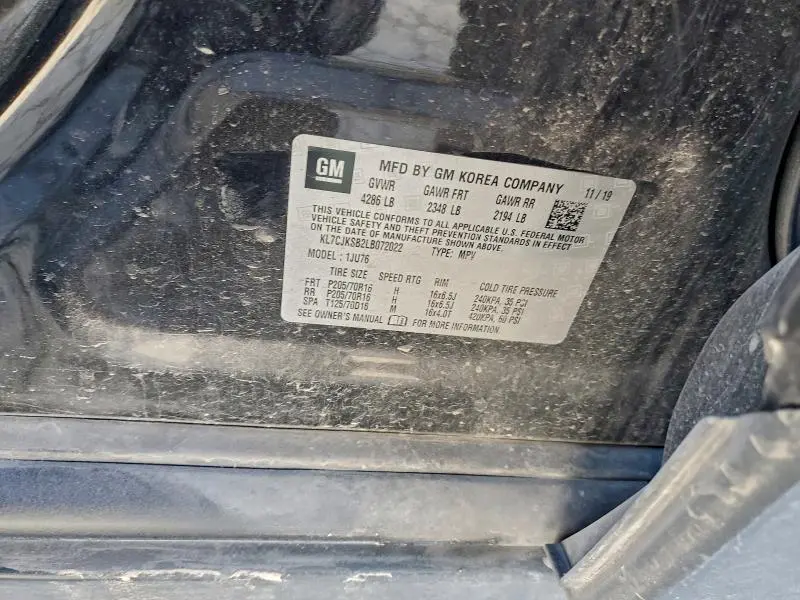 GM
MFD BY GM KOREA COMPANY 11/19
GVWR GAWR FRT GAWR RR
4286 LB 2348 LB 2194 LB
THIS VEHICLE CONFORMS TO ALL APPLICABLE U.S. FEDERAL MOTOR
VEHICLE SAFETY AND THEFT PREVENTION STANDARDS IN EFFECT
ON THE DATE OF MANUFACTURE SHOWN ABOVE.
KL7CJKSB2LB072022 TYPE: MPV
MODEL: 1JU76
TIRE SIZE SPEED RTG RIM COLD TIRE PRESSURE
FRT P205/70R16 H 16x6.5J 240KPA, 35 PSI
RR P205/70R16 H 16x6.5J 240KPA, 35 PSI
SPA T125/70D16 M 16x4.0T 420KPA, 60 PSI
SEE OWNER'S MANUAL FOR MORE INFORMATION.